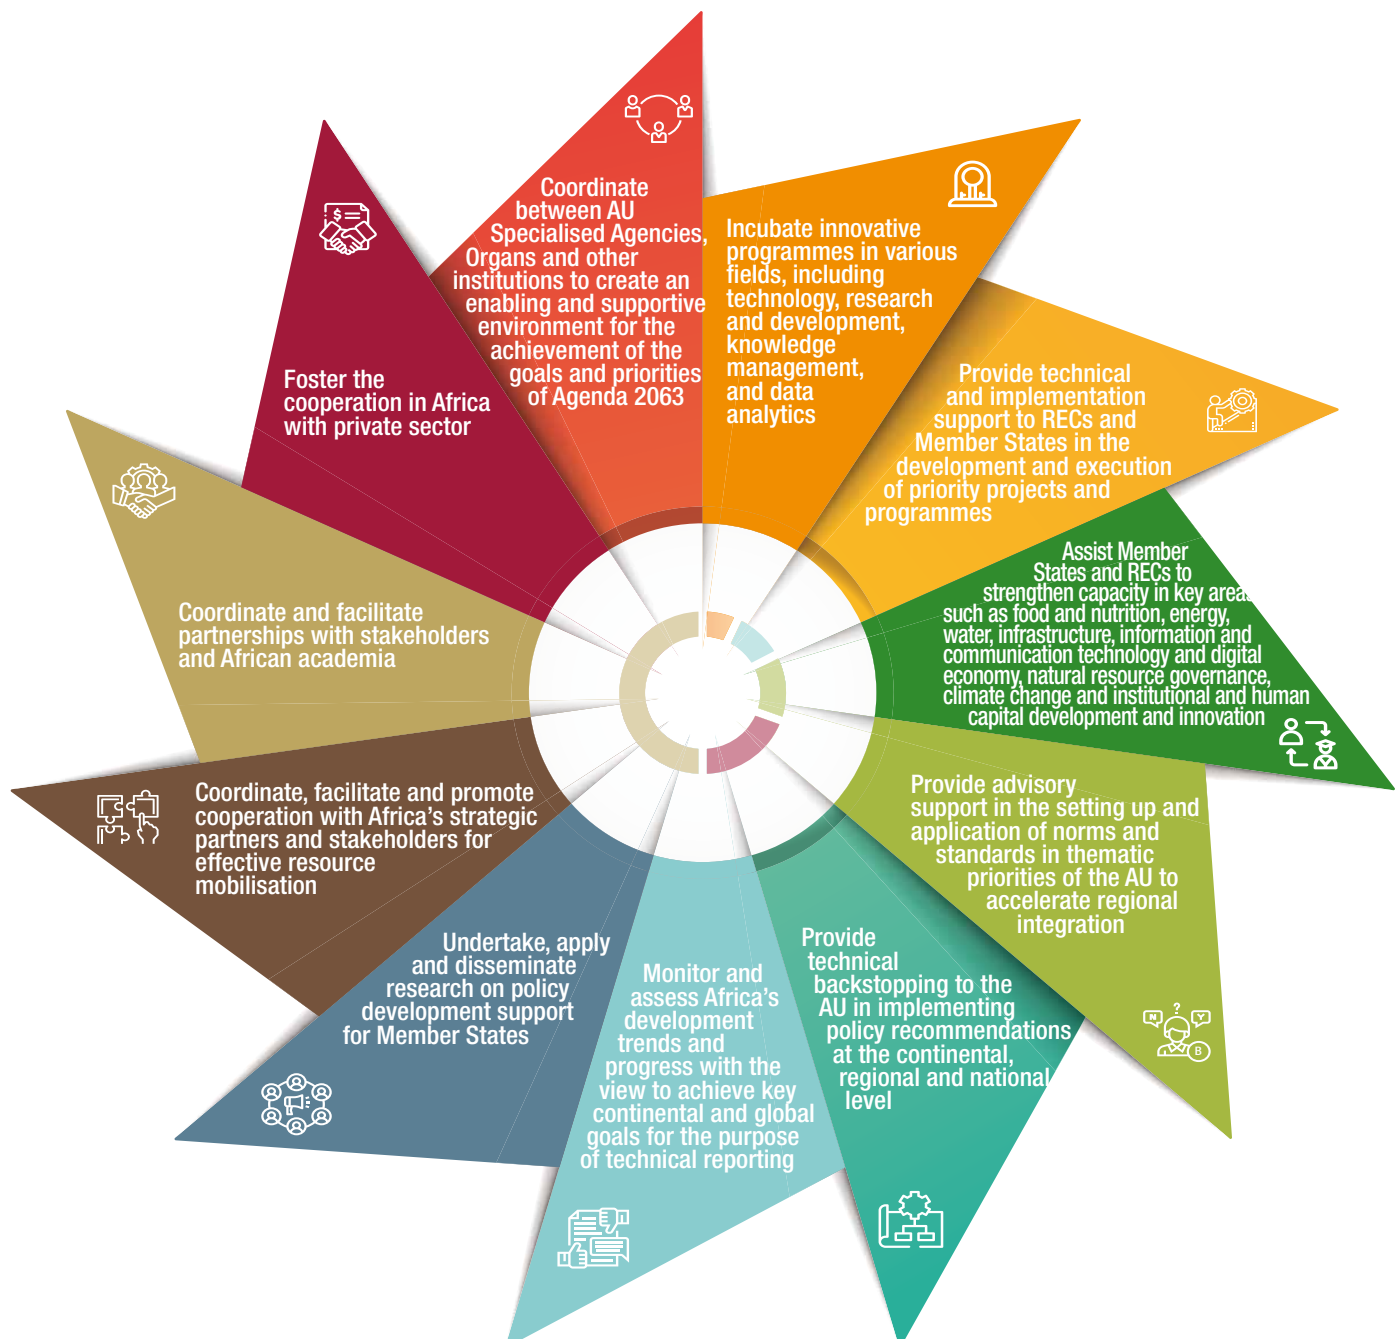 Coordinate
between AU
Specialised Agencies,
Organs and other
institutions to create an
enabling and supportive
environment for the
achievement of the
goals and priorities
of Agenda 2063
Incubate innovative
programmes in various
fields, including
technology, research
and development,
knowledge
management,
and data
analytics
Provide technical
and implementation
support to RECs and
Member States in the
development and execution
of priority projects and
programmes
Assist Member
States and RECs to
strengthen capacity in key areas
such as food and nutrition, energy,
water, infrastructure, information and
communication technology and digital
economy, natural resource governance,
climate change and institutional and human
capital development and innovation
Provide advisory
support in the setting up and
application of norms and
standards in thematic
priorities of the AU to
accelerate regional
integration
?
N
Y
B
Provide
technical
backstopping to the
AU in implementing
policy recommendations
at the continental,
regional and national
level
Monitor and
assess Africa's
development
trends and
progress with the
view to achieve key
continental and global
goals for the purpose
of technical reporting
Undertake, apply
and disseminate
research on policy
development support
for Member States
Coordinate, facilitate and promote
cooperation with Africa's strategic
partners and stakeholders for
effective resource
mobilisation
Coordinate and facilitate
partnerships with stakeholders
and African academia
$
Foster the
cooperation in Africa
with private sector